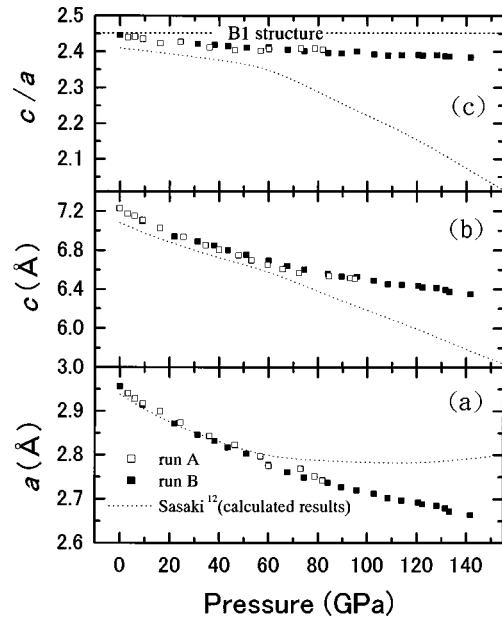 B1 structure
2.5
2.4
2.3
2.2
2.1
c / a
(c)
7.2
6.8
6.4
6.0
3.0
c (Å)
(b)
2.9
2.8
2.7
2.6
a (Å)
(a)
run A
run B
Sasaki 12 (calculated results)
0 20 40 60 80 100 120 140
Pressure (GPa)